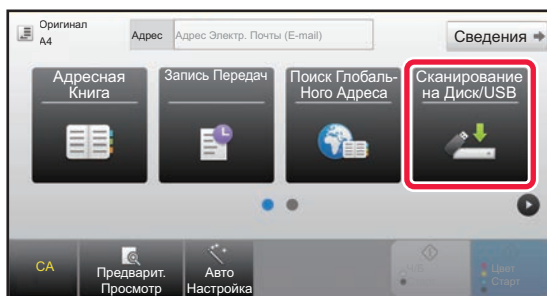 Оригинал
A4
Адрес
Адрес Электр. Почты (E-mail)
Сведения
Адресная
Книга
Запись Передач
Поиск Глобаль-
Ного Адреса
Сканирование
на Диск/USB
CA
Предварит.
Просмотр
Авто
Настройка
Ч/Б
Старт
Цвет
Старт